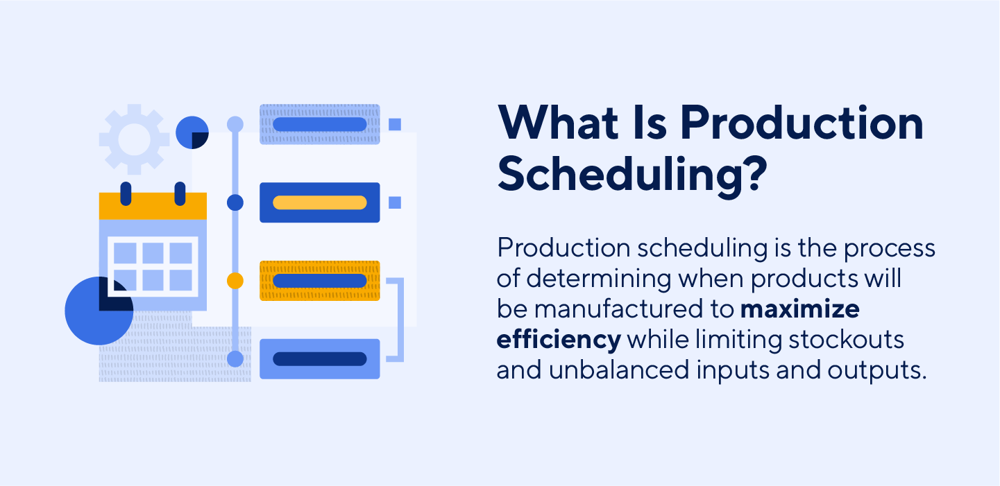 What Is Production
Scheduling?
Production scheduling is the process
of determining when products will
be manufactured to maximize
efficiency while limiting stockouts
and unbalanced inputs and outputs.